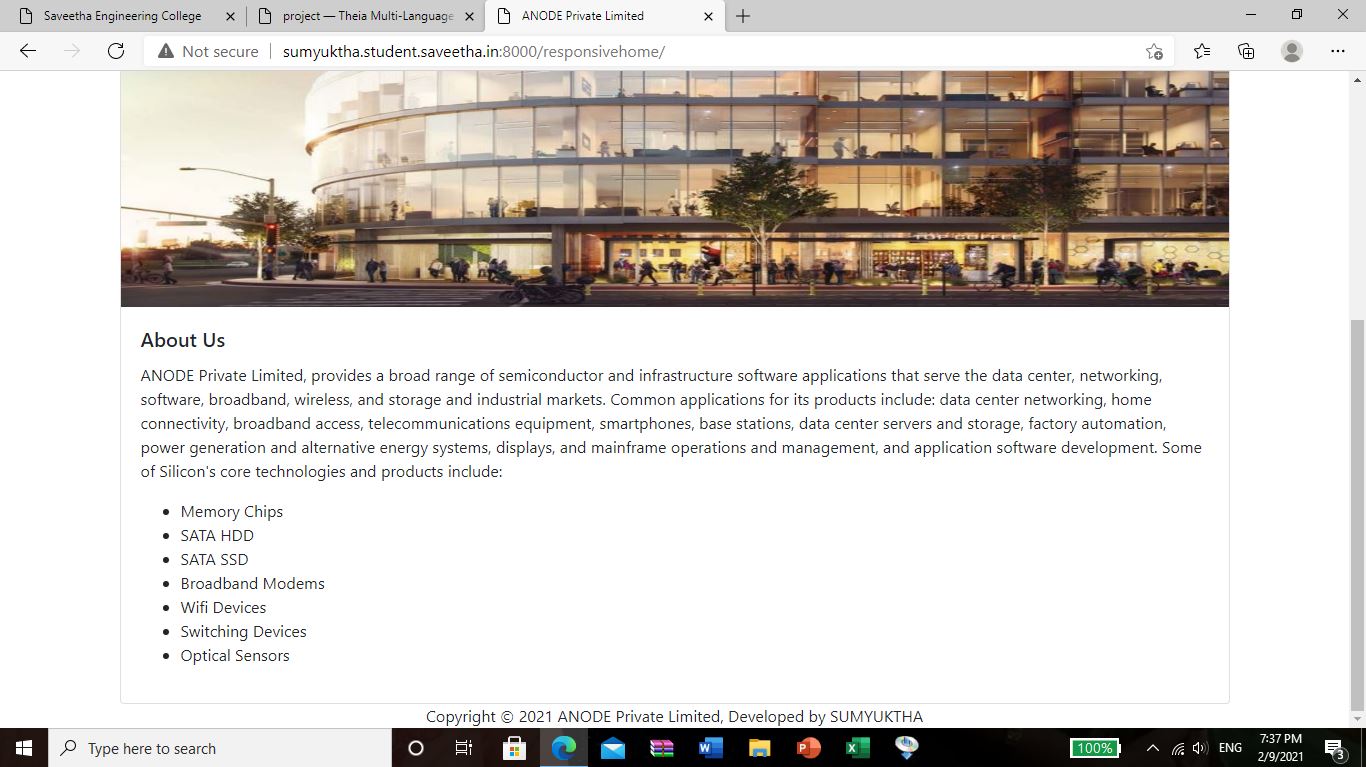 Saveetha Engineering College
project — Theia Multi-Language
ANODE Private Limited
Not secure
sumyuktha.student.saveetha.in:8000/responsivehome/
TOP COFFEE
About Us
ANODE Private Limited, provides a broad range of semiconductor and infrastructure software applications that serve the data center, networking,
software, broadband, wireless, and storage and industrial markets. Common applications for its products include: data center networking, home
connectivity, broadband access, telecommunications equipment, smartphones, base stations, data center servers and storage, factory automation,
power generation and alternative energy systems, displays, and mainframe operations and management, and application software development. Some
of Silicon's core technologies and products include:
Memory Chips
SATA HDD
SATA SSD
Broadband Modems
Wifi Devices
Switching Devices
Optical Sensors
Copyright © 2021 ANODE Private Limited, Developed by SUMYUKTHA
Type here to search
100%
ENG
7:37 PM
2/9/2021
3